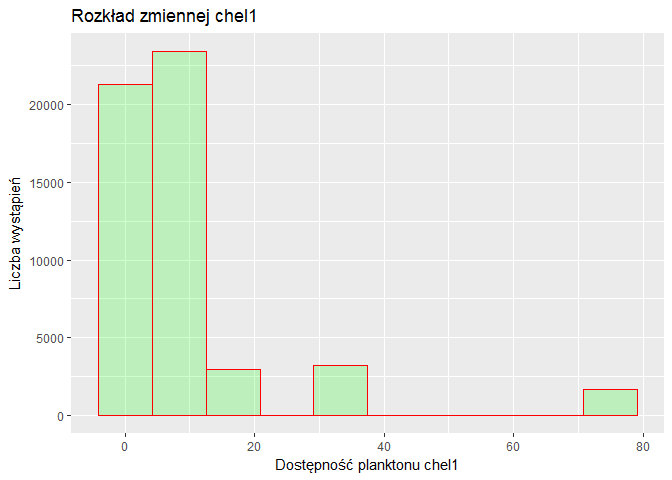 Rozkład zmiennej chel1
Liczba wystąpień
20000
15000
10000
5000
0
0 20 40 60 80
Dostępność planktonu chel1